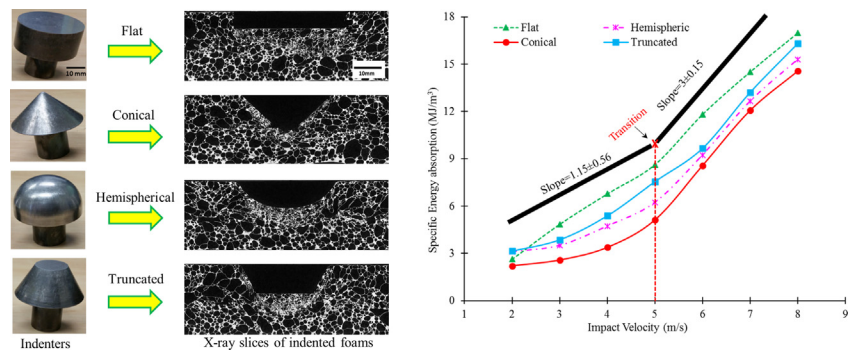 10 mm
Indenters
Flat
Conical
Hemispherical
Truncated
10mm
X-ray slices of indented foams
Specific Energy absorption (MJ/m³)
18
15
12
9
6
3
0
Flat
Hemispheric
Conical
Truncated
Slope=1.15±0.56
Transition
Slope=3±0.15
1 2 3 4 5 6 7 8 9
Impact Velocity (m/s)